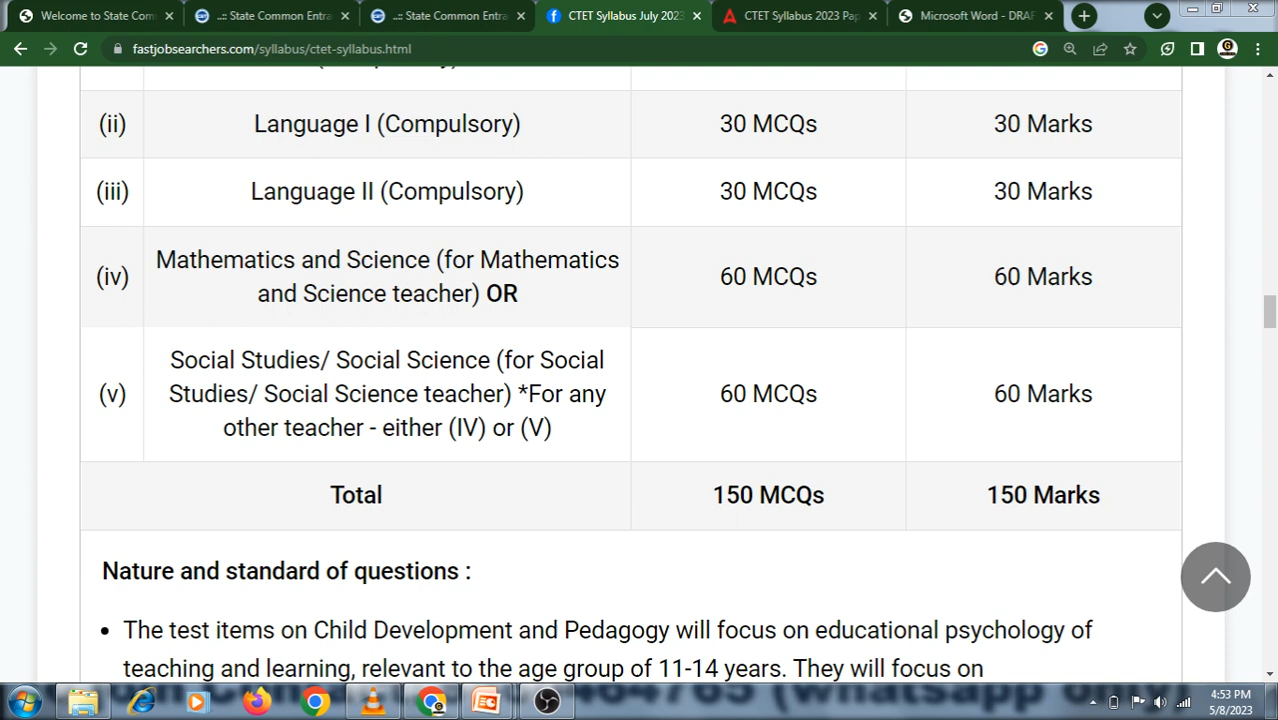 Welcome to State Com
..:: State Common Entra
..:: State Common Entra
CTET Syllabus July 2023
CTET Syllabus 2023 Pap
Microsoft Word - DRAF
fastjobsearchers.com/syllabus/ctet-syllabus.html
(ii) Language I (Compulsory) 30 MCQs 30 Marks
(iii) Language II (Compulsory) 30 MCQs 30 Marks
Mathematics and Science (for Mathematics
(iv) and Science teacher) OR 60 MCQs 60 Marks
Social Studies/ Social Science (for Social
(v) Studies/ Social Science teacher) *For any 60 MCQs 60 Marks
other teacher - either (IV) or (V)
Total 150 MCQs 150 Marks
Nature and standard of questions :
• The test items on Child Development and Pedagogy will focus on educational psychology of
teaching and learning, relevant to the age group of 11-14 years. They will focus on
4:53 PM
5/8/2023